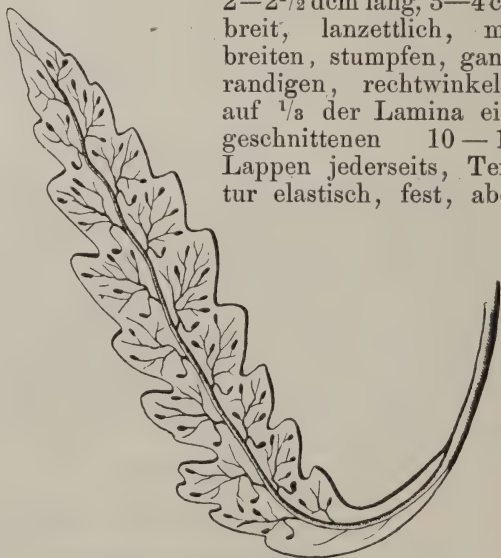 2—2½ dcm lang, 3—4 c
breit, lanzettlich, m
breiten, stumpfen, gan
randigen, rechtwinkel
auf ⅓ der Lamina ei
geschnittenen 10 — 1
Lappen jederseits, Te
tur elastisch, fest, ab